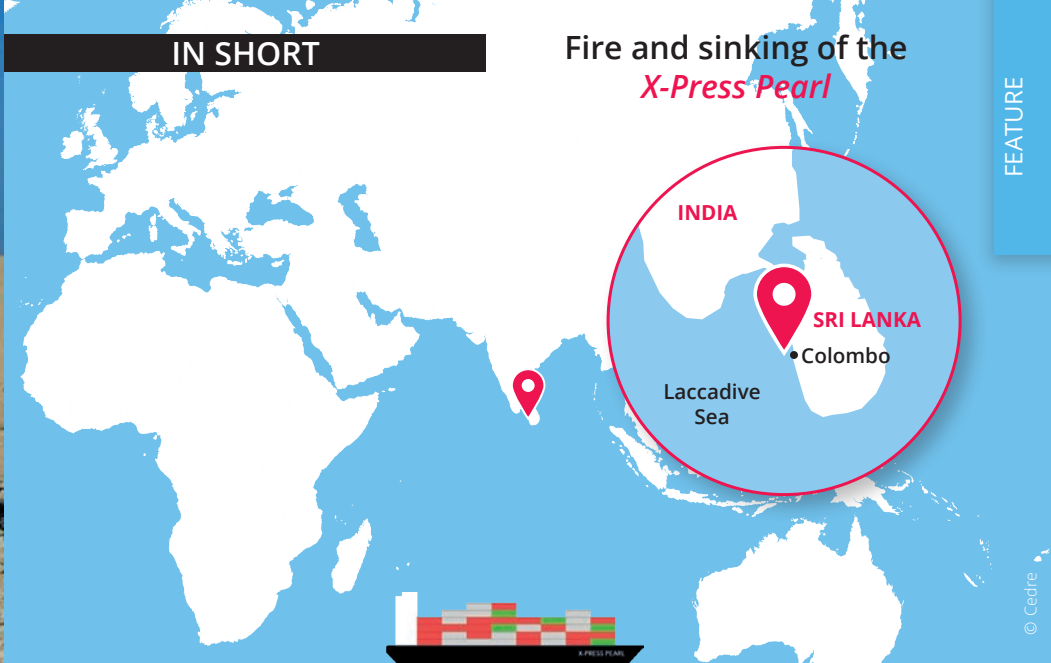 IN SHORT
Fire and sinking of the
X-Press Pearl
FEATURE
INDIA
SRI LANKA
Colombo
Laccadive
Sea
© Cedre
X-PRESS PEARL